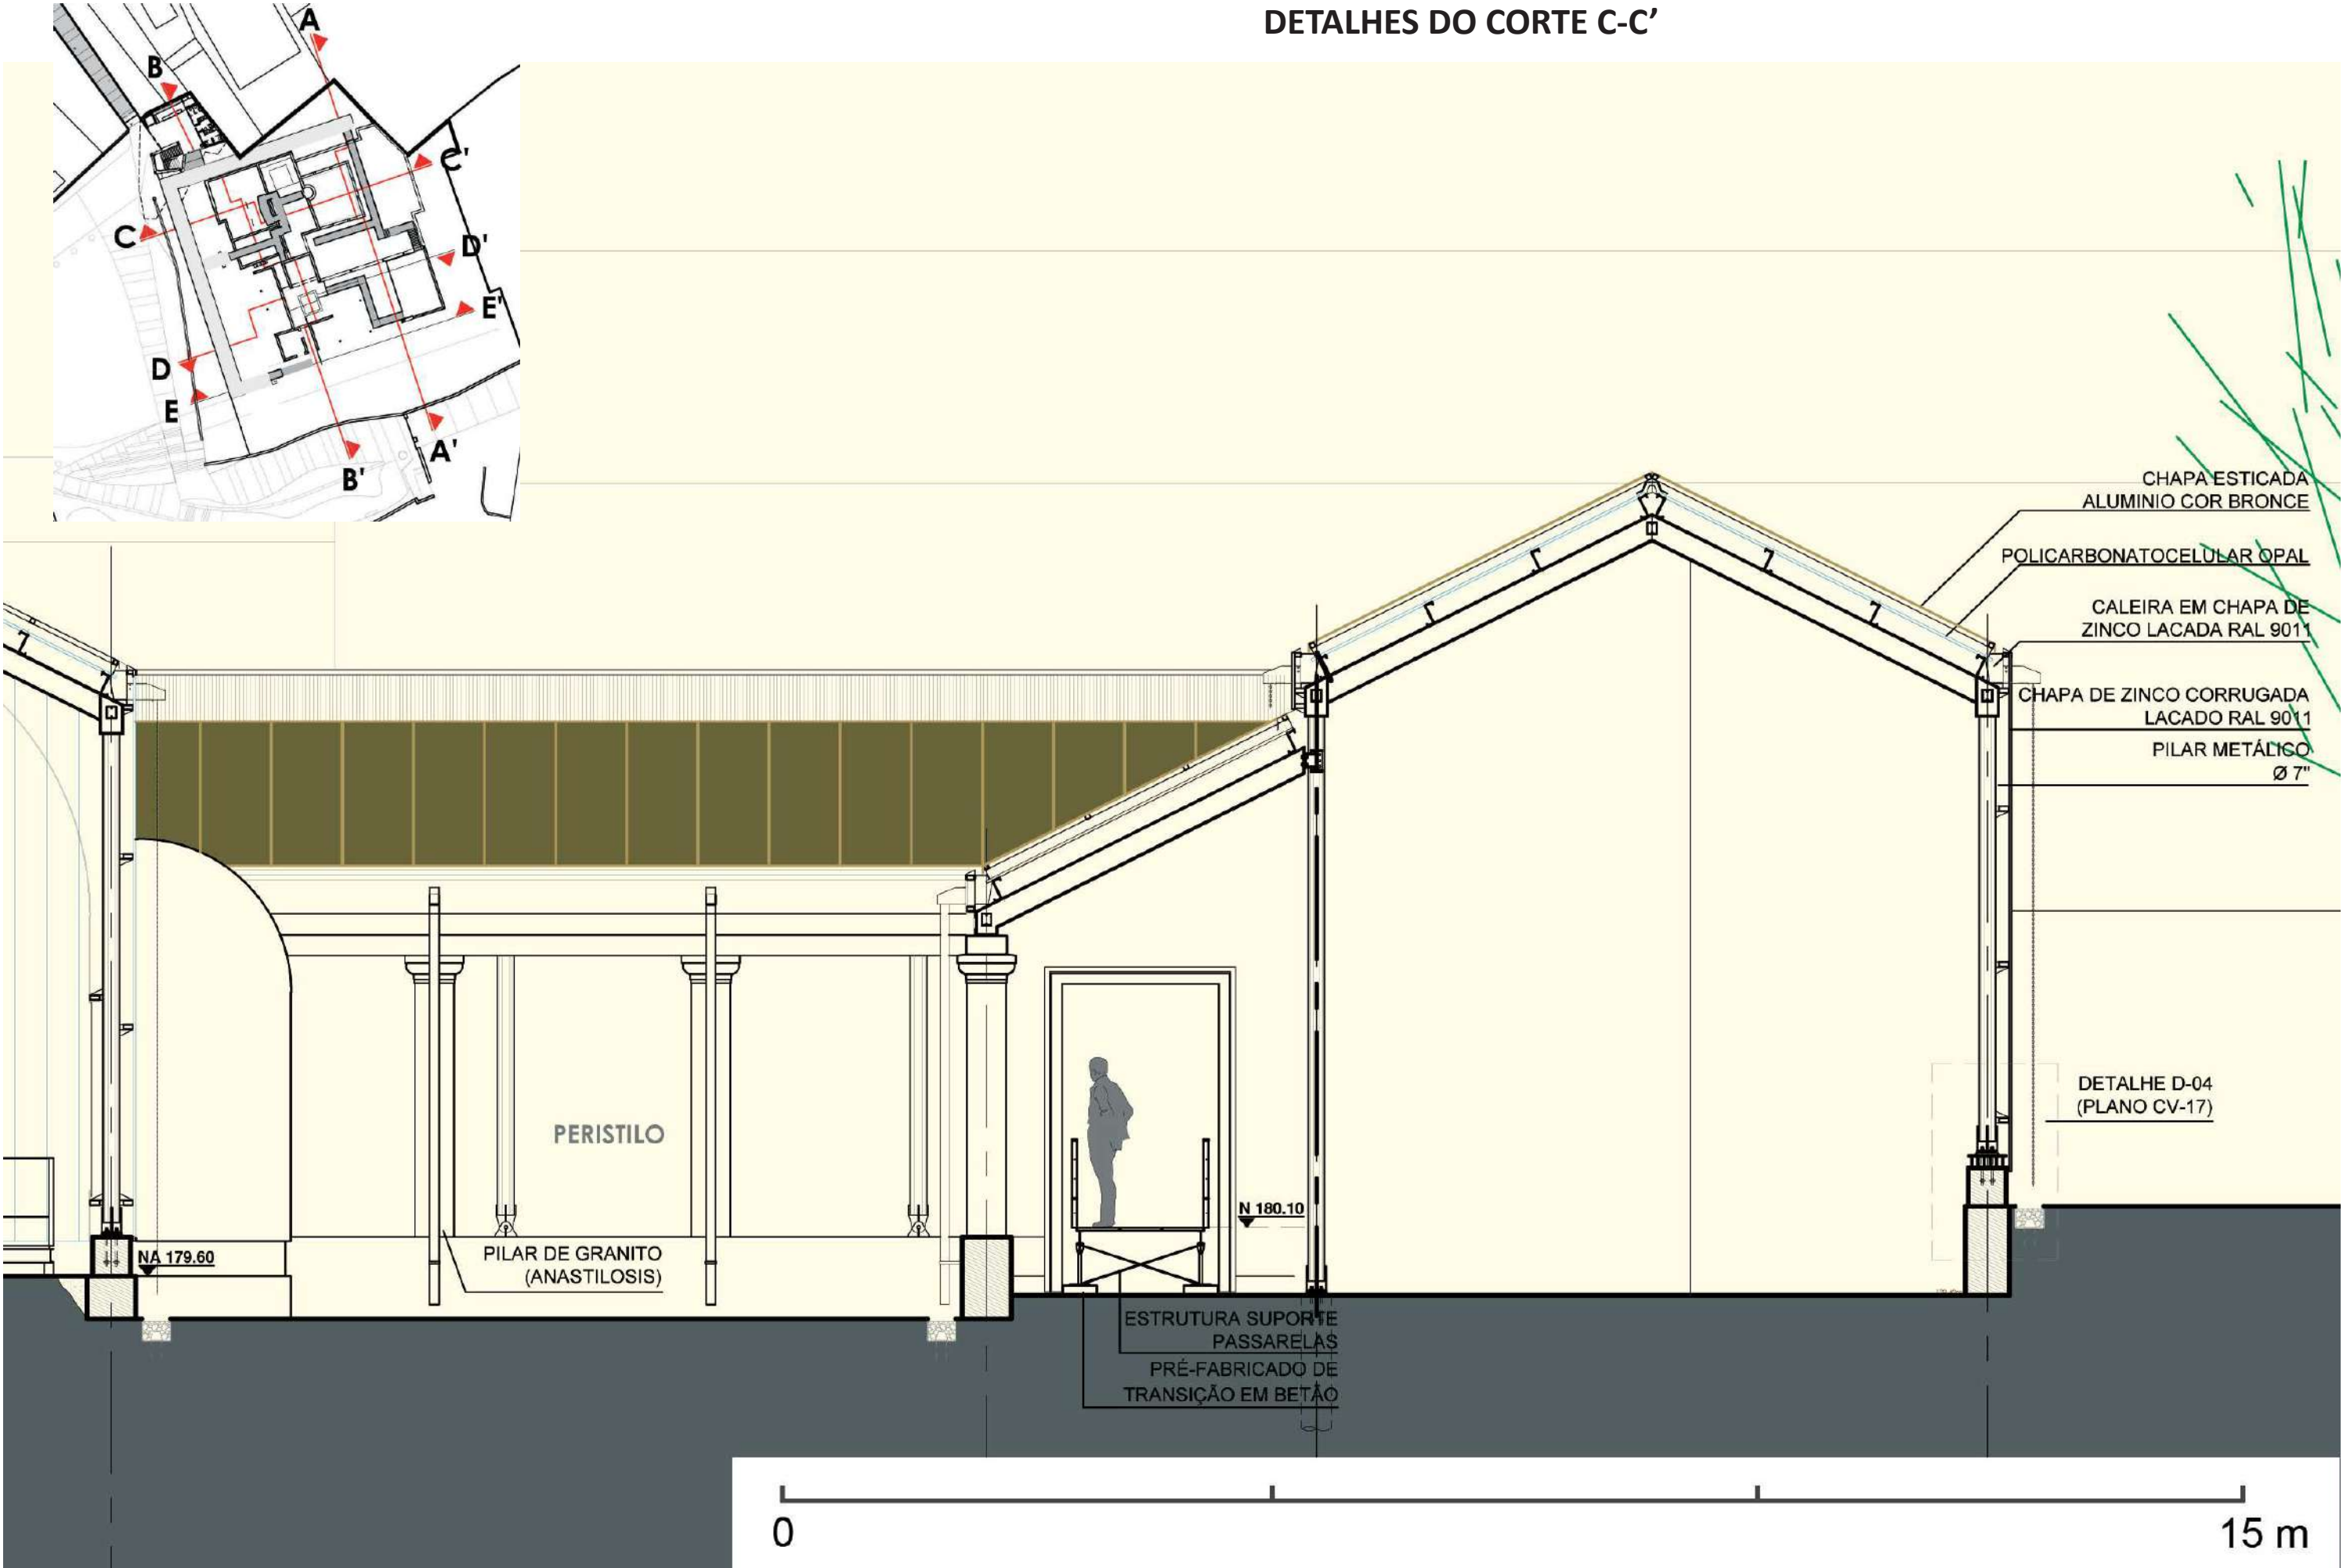 DETALHES DO CORTE C-C’
A
B
C'
C
D'
E'
D
E
A'
B'
CHAPA ESTICADA
ALUMINIO COR BRONCE
POLICARBONATOCELULAR OPAL
CALEIRA EM CHAPA DE
ZINCO LACADA RAL 9011
CHAPA DE ZINCO CORRUGADA
LACADO RAL 9011
PILAR METÁLICO
Ø 7"
DETALHE D-04
(PLANO CV-17)
PERISTILO
N 180.10
NA 179.60
PILAR DE GRANITO
(ANASTILOSIS)
ESTRUTURA SUPORTE
PASSARELAS
PRÉ-FABRICADO DE
TRANSIÇÃO EM BETÃO
0
15 m